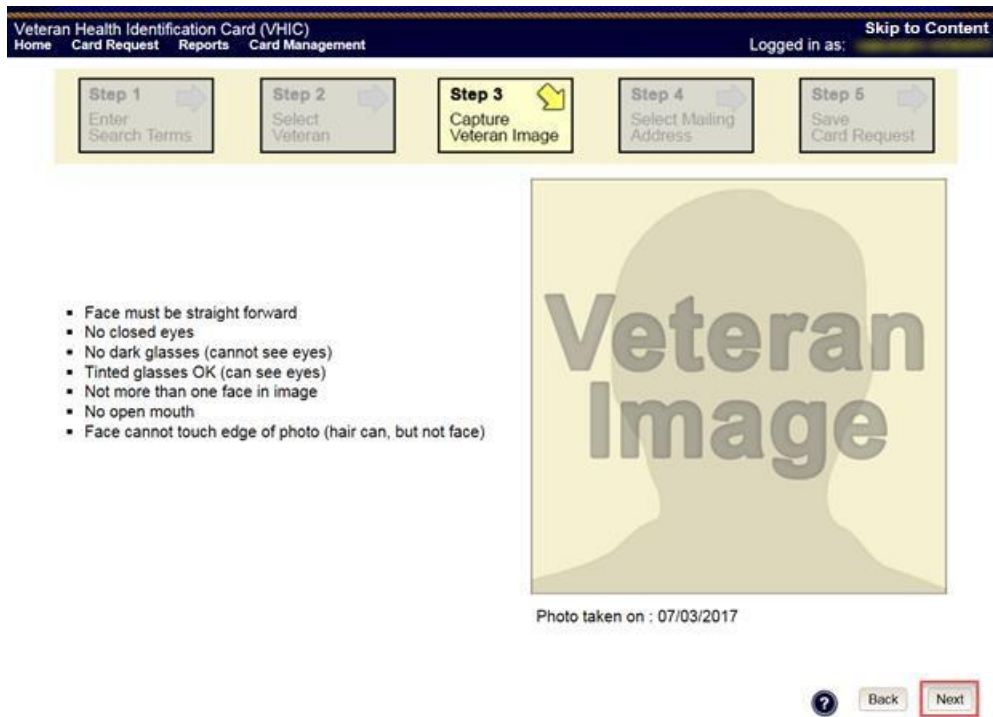 Veteran Health Identification Card (VHIC)
Skip to Content
Home Card Request Reports Card Management
Logged in as:
Step 1
Enter
Search Terms
Step 2
Select
Veteran
Step 3
Capture
Veteran Image
Step 4
Select Mailing
Address
Step 5
Save
Card Request
▪ Face must be straight forward
▪ No closed eyes
▪ No dark glasses (cannot see eyes)
▪ Tinted glasses OK (can see eyes)
▪ Not more than one face in image
▪ No open mouth
▪ Face cannot touch edge of photo (hair can, but not face)
Veteran
Image
Photo taken on : 07/03/2017
?
Back
Next